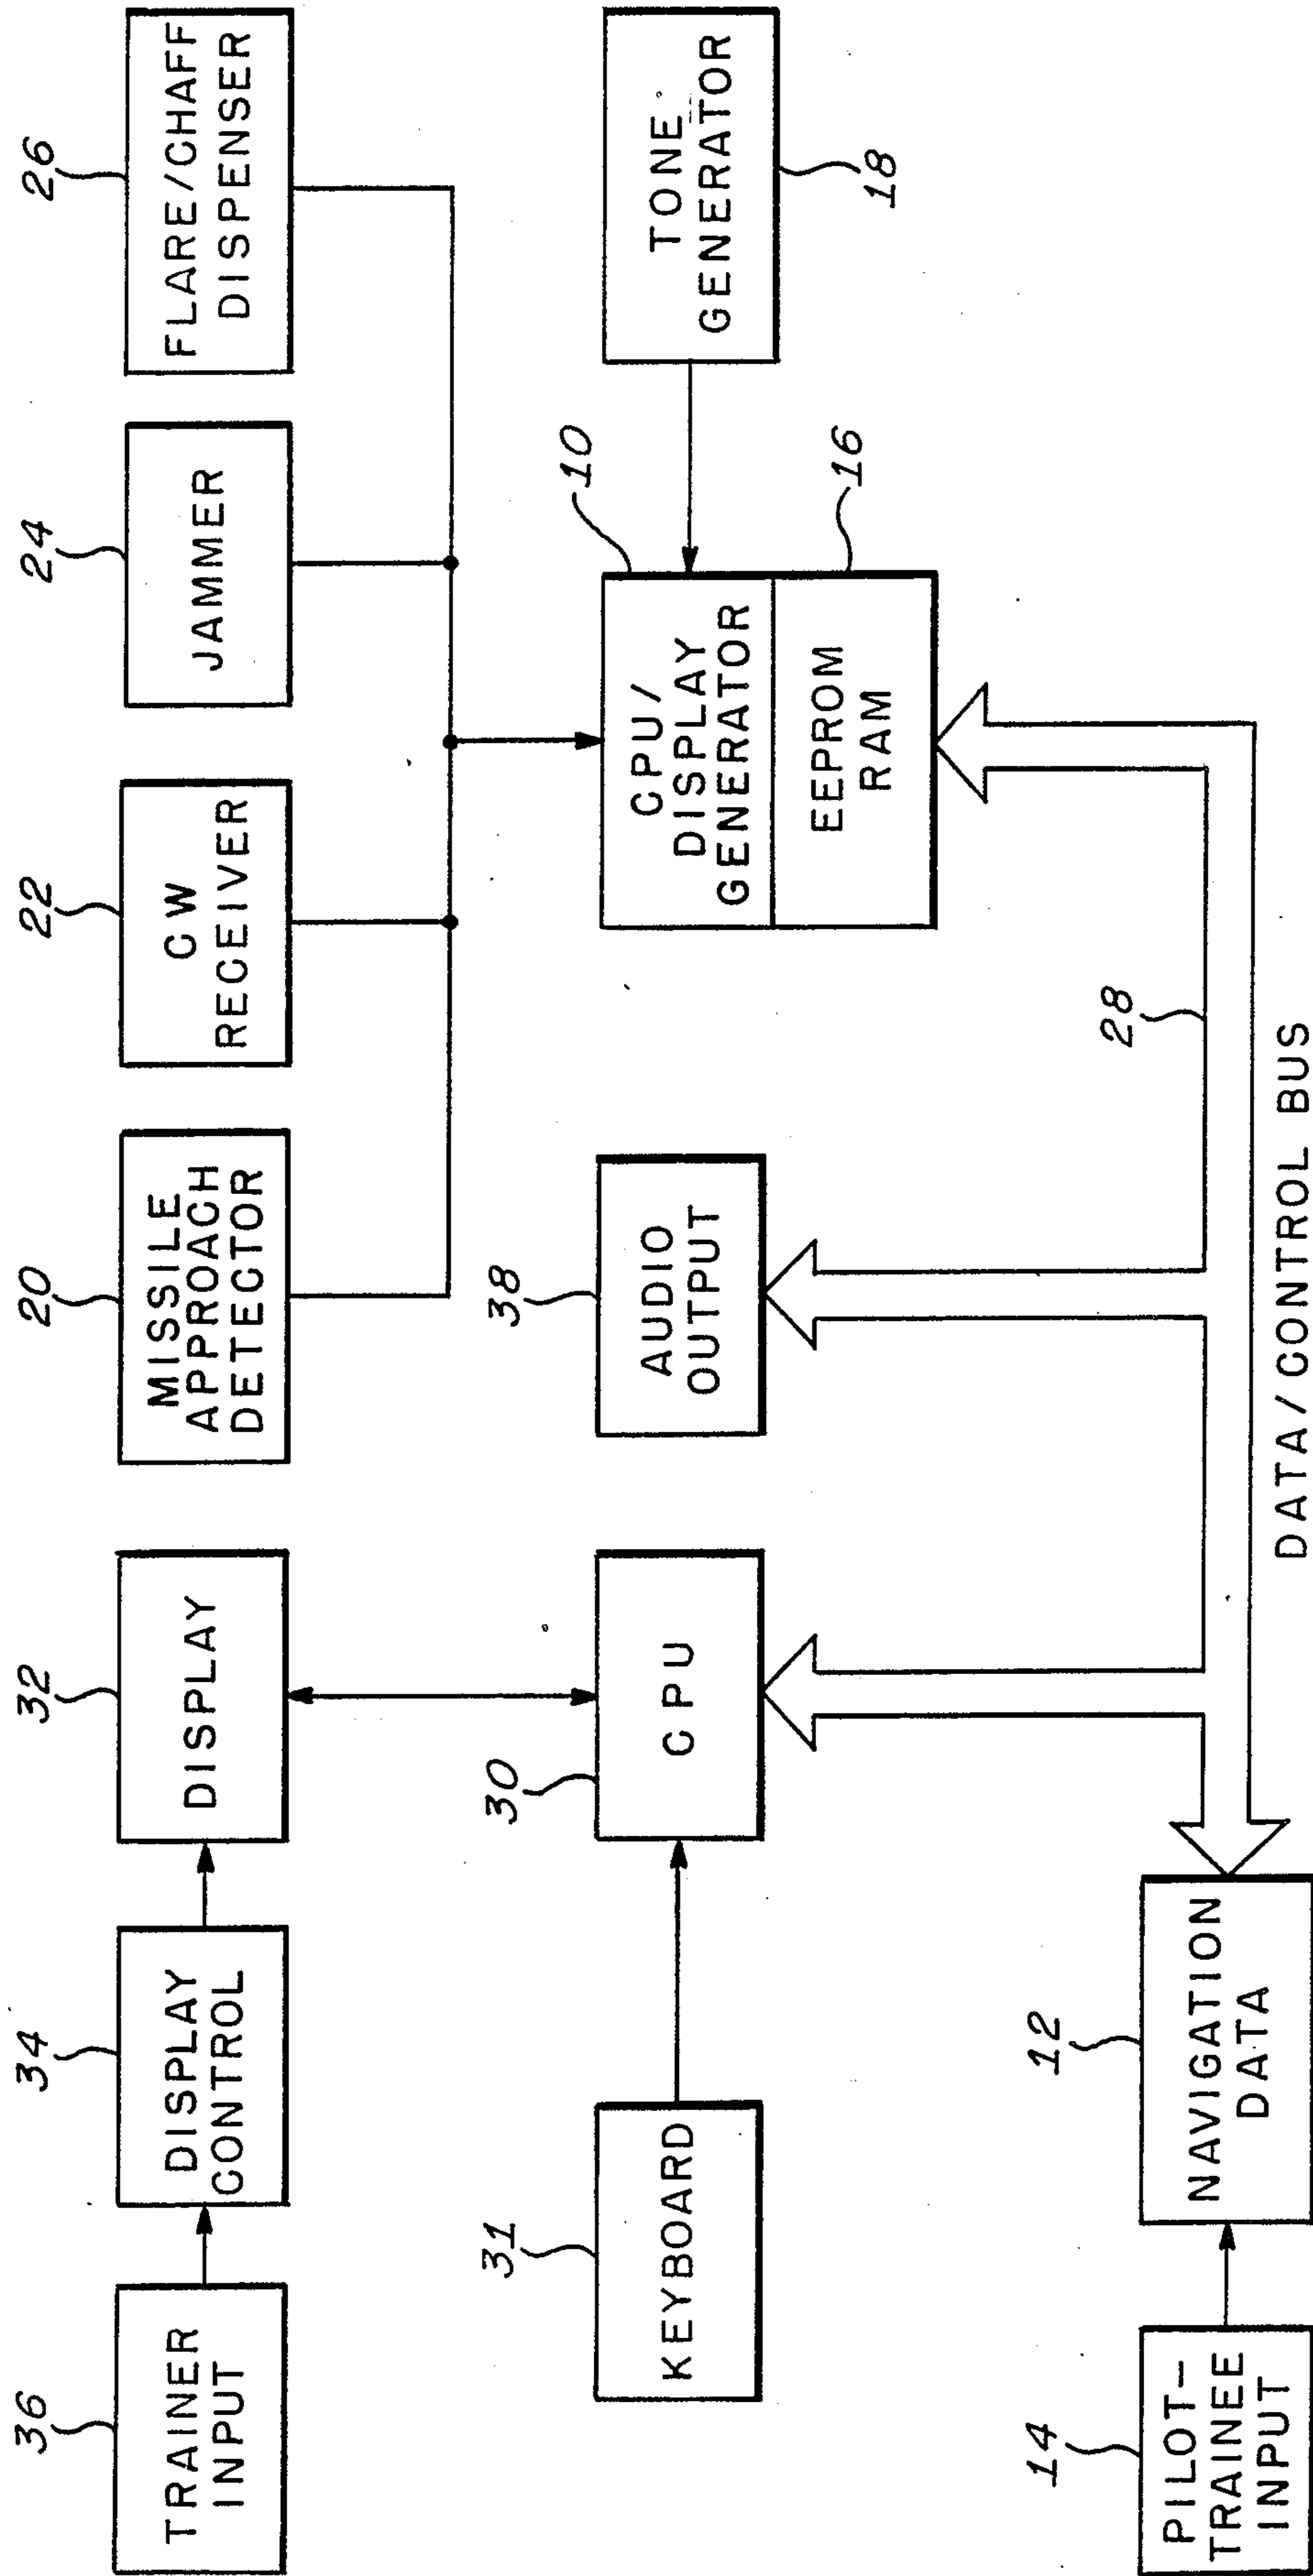 36
TRAINER
INPUT
34
DISPLAY
CONTROL
32
DISPLAY
20
MISSILE
APPROACH
DETECTOR
22
CW
RECEIVER
24
JAMMER
26
FLARE/CHAFF
DISPENSER
31
KEYBOARD
30
CPU
38
AUDIO
OUTPUT
10
CPU/
DISPLAY
GENERATOR
16
EEPROM
RAM
TONE
GENERATOR
18
14
PILOT-
TRAINEE
INPUT
12
NAVIGATION
DATA
28
DATA/CONTROL BUS